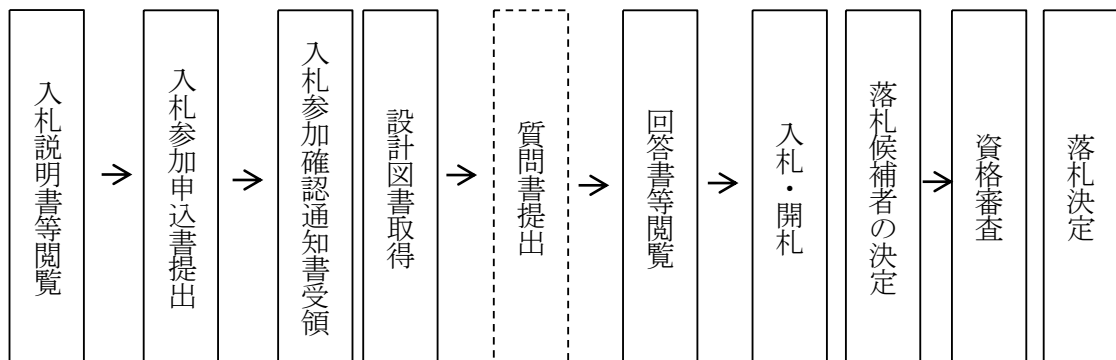 入札説明書等閲覧
入札参加申込書提出
入札参加確認通知書受領
設計図書取得
質問書提出
回答書等閲覧
入札・開札
落札候補者の決定
資格審査
落札決定